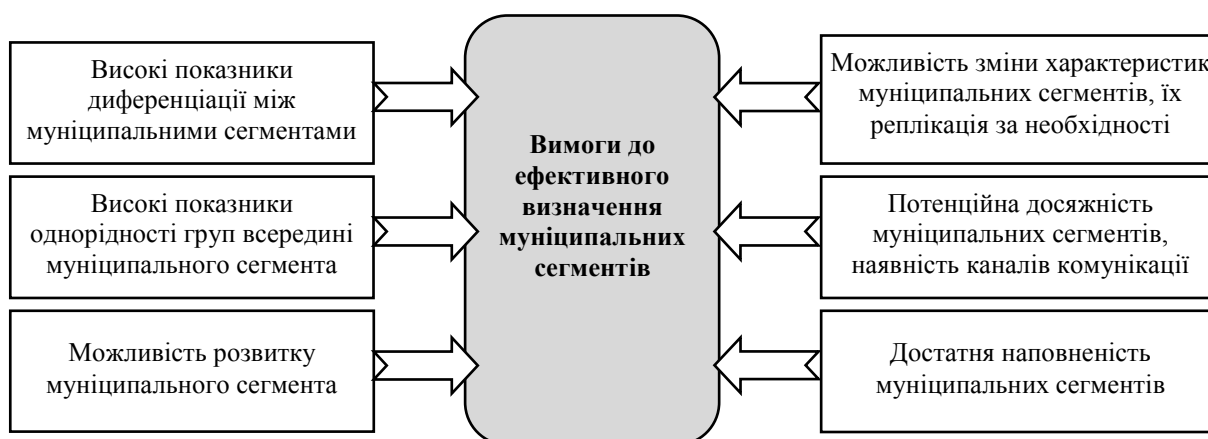 Високі показники
диференціації між
муніципальними сегментами
Високі показники
однорідності груп всередині
муніципального сегмента
Можливість розвитку
муніципального сегмента
Вимоги до
ефективного
визначення
муніципальних
сегментів
Можливість зміни характеристик
муніципальних сегментів, їх
реплікація за необхідності
Потенційна досяжність
муніципальних сегментів,
наявність каналів комунікації
Достатня наповненість
муніципальних сегментів